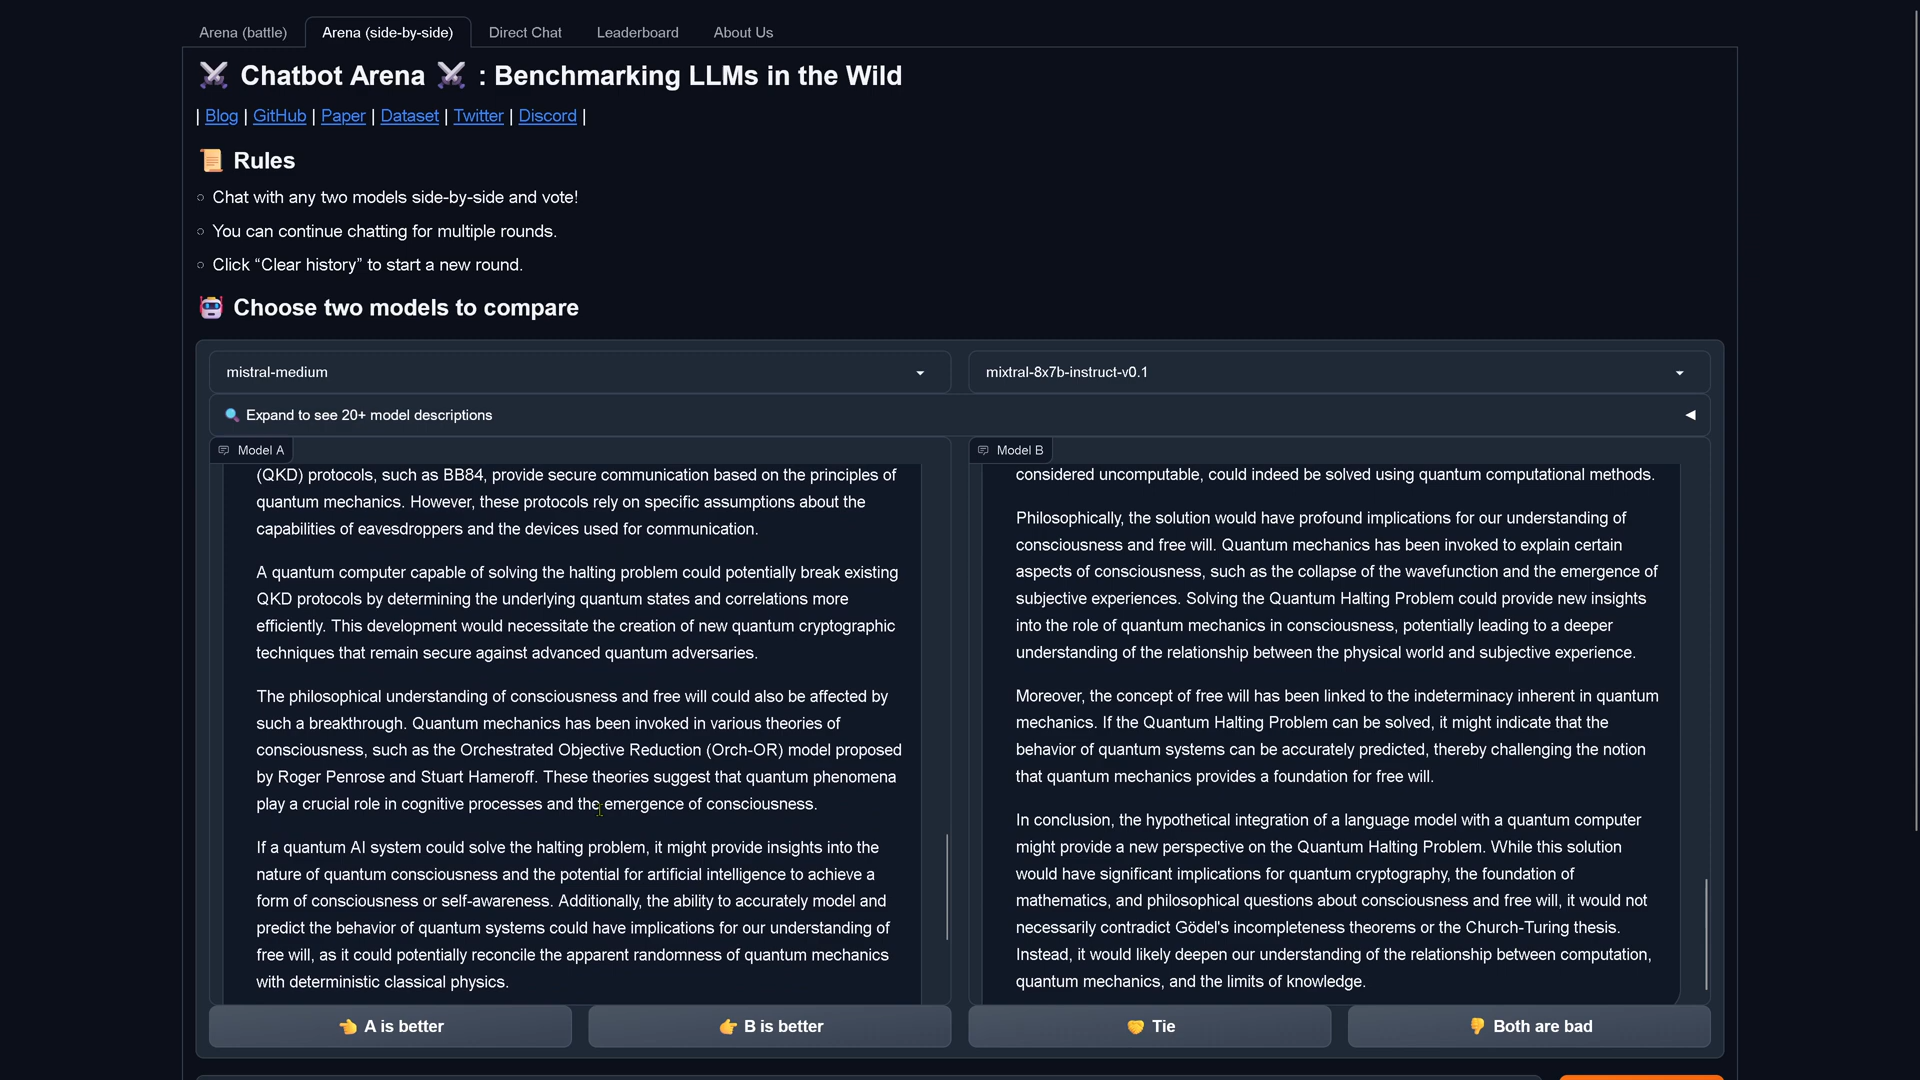 Arena (battle) Arena (side-by-side) Direct Chat Leaderboard About Us
⚔️ Chatbot Arena ⚔️ : Benchmarking LLMs in the Wild
| Blog | GitHub | Paper | Dataset | Twitter | Discord |
📜 Rules
Chat with any two models side-by-side and vote!
You can continue chatting for multiple rounds.
Click “Clear history” to start a new round.
🤖 Choose two models to compare
mistral-medium
mixtral-8x7b-instruct-v0.1
🔍 Expand to see 20+ model descriptions
Model A
(QKD) protocols, such as BB84, provide secure communication based on the principles of
quantum mechanics. However, these protocols rely on specific assumptions about the
capabilities of eavesdroppers and the devices used for communication.
A quantum computer capable of solving the halting problem could potentially break existing
QKD protocols by determining the underlying quantum states and correlations more
efficiently. This development would necessitate the creation of new quantum cryptographic
techniques that remain secure against advanced quantum adversaries.
The philosophical understanding of consciousness and free will could also be affected by
such a breakthrough. Quantum mechanics has been invoked in various theories of
consciousness, such as the Orchestrated Objective Reduction (Orch-OR) model proposed
by Roger Penrose and Stuart Hameroff. These theories suggest that quantum phenomena
play a crucial role in cognitive processes and the emergence of consciousness.
If a quantum AI system could solve the halting problem, it might provide insights into the
nature of quantum consciousness and the potential for artificial intelligence to achieve a
form of consciousness or self-awareness. Additionally, the ability to accurately model and
predict the behavior of quantum systems could have implications for our understanding of
free will, as it could potentially reconcile the apparent randomness of quantum mechanics
with deterministic classical physics.
Model B
considered uncomputable, could indeed be solved using quantum computational methods.
Philosophically, the solution would have profound implications for our understanding of
consciousness and free will. Quantum mechanics has been invoked to explain certain
aspects of consciousness, such as the collapse of the wavefunction and the emergence of
subjective experiences. Solving the Quantum Halting Problem could provide new insights
into the role of quantum mechanics in consciousness, potentially leading to a deeper
understanding of the relationship between the physical world and subjective experience.
Moreover, the concept of free will has been linked to the indeterminacy inherent in quantum
mechanics. If the Quantum Halting Problem can be solved, it might indicate that the
behavior of quantum systems can be accurately predicted, thereby challenging the notion
that quantum mechanics provides a foundation for free will.
In conclusion, the hypothetical integration of a language model with a quantum computer
might provide a new perspective on the Quantum Halting Problem. While this solution
would have significant implications for quantum cryptography, the foundation of
mathematics, and philosophical questions about consciousness and free will, it would not
necessarily contradict Gödel's incompleteness theorems or the Church-Turing thesis.
Instead, it would likely deepen our understanding of the relationship between computation,
quantum mechanics, and the limits of knowledge.
👈 A is better
👉 B is better
🤝 Tie
👎 Both are bad